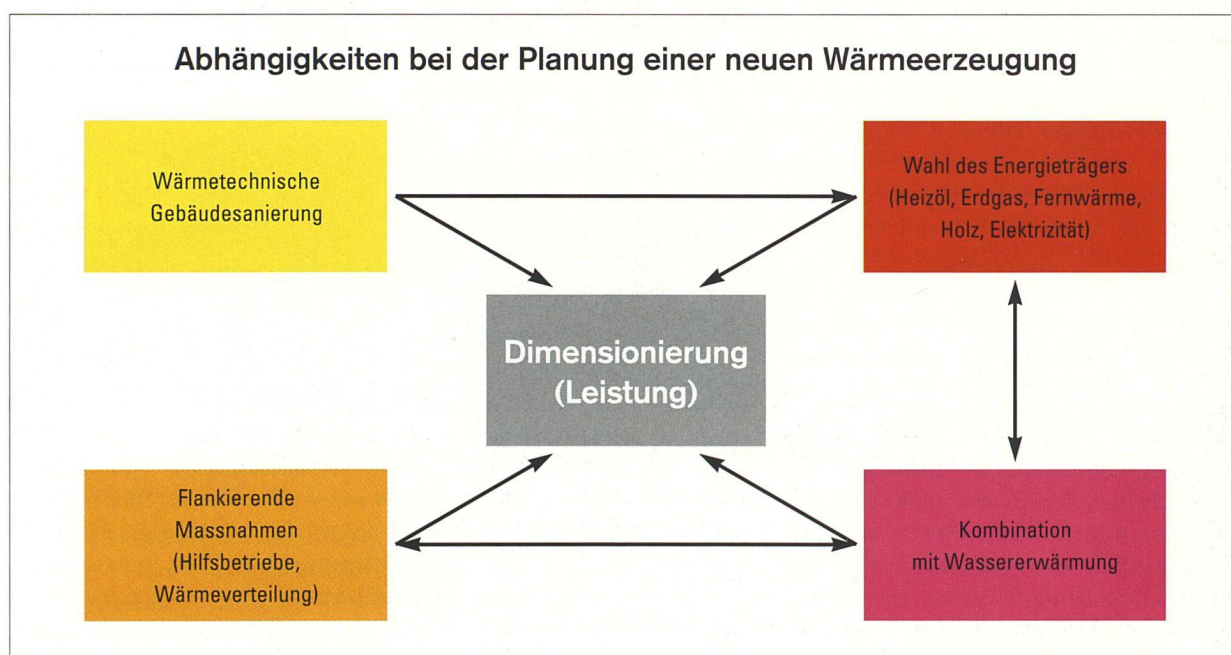 Abhängigkeiten bei der Planung einer neuen Wärmeerzeugung
Wärmetechnische
Gebäudesanierung
Wahl des Energieträgers
(Heizöl, Erdgas, Fernwärme,
Holz, Elektrizität)
Dimensionierung
(Leistung)
Flankierende
Massnahmen
(Hilfsbetriebe,
Wärmeverteilung)
Kombination
mit Wassererwärmung